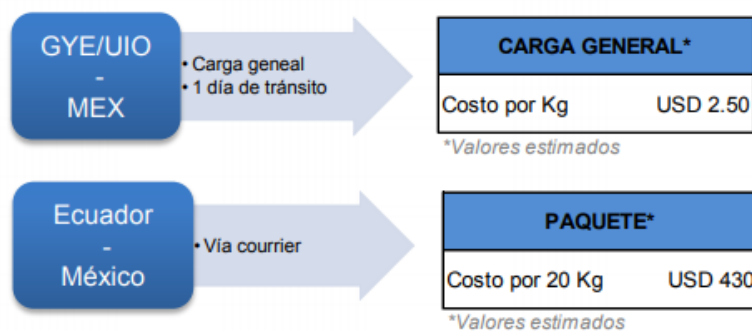 GYE/UIO
-
MEX
• Carga geneal
• 1 día de tránsito
CARGA GENERAL*
Costo por Kg USD 2.50
*Valores estimados
Ecuador
-
México
• Vía courrier
PAQUETE*
Costo por 20 Kg USD 430
*Valores estimados